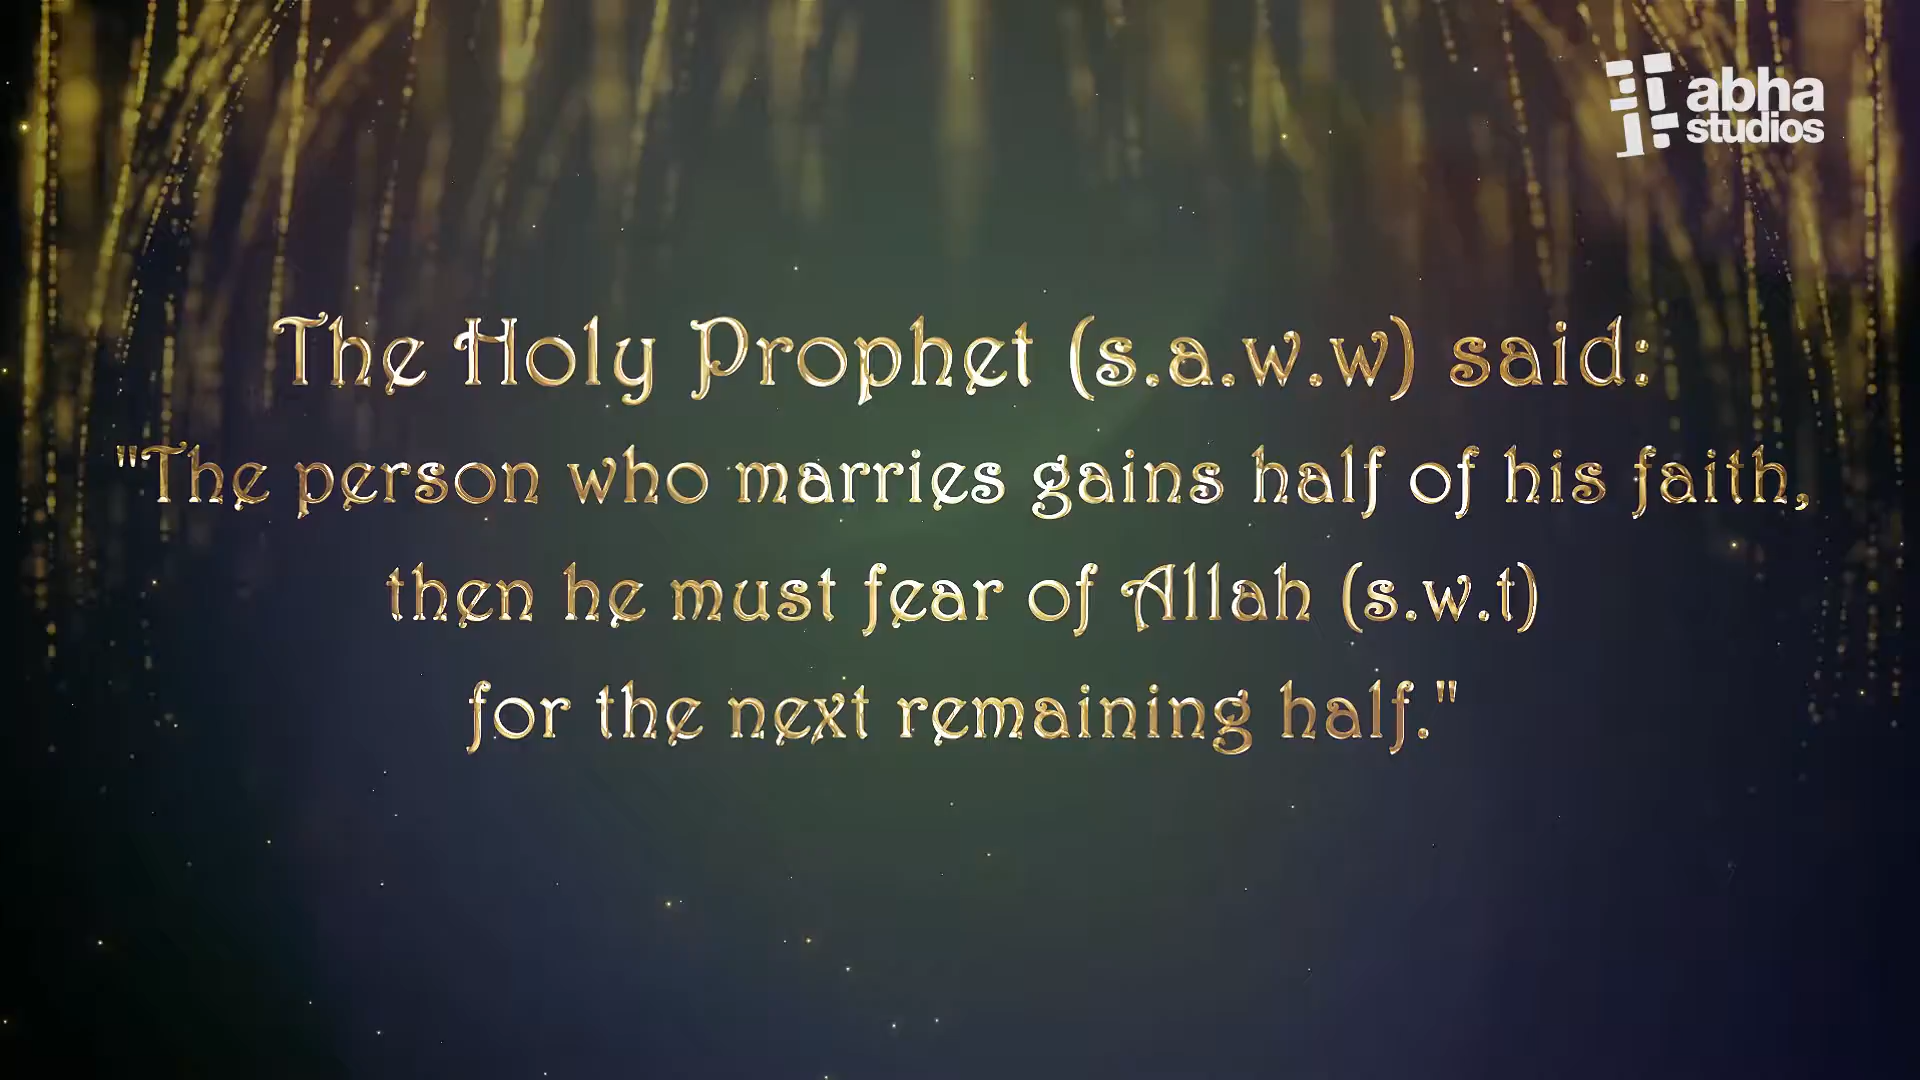 abha
studios
The Holy Prophet (s.a.w.w) said:
"The person who marries gains half of his faith,
then he must fear of Allah (s.w.t)
for the next remaining half."